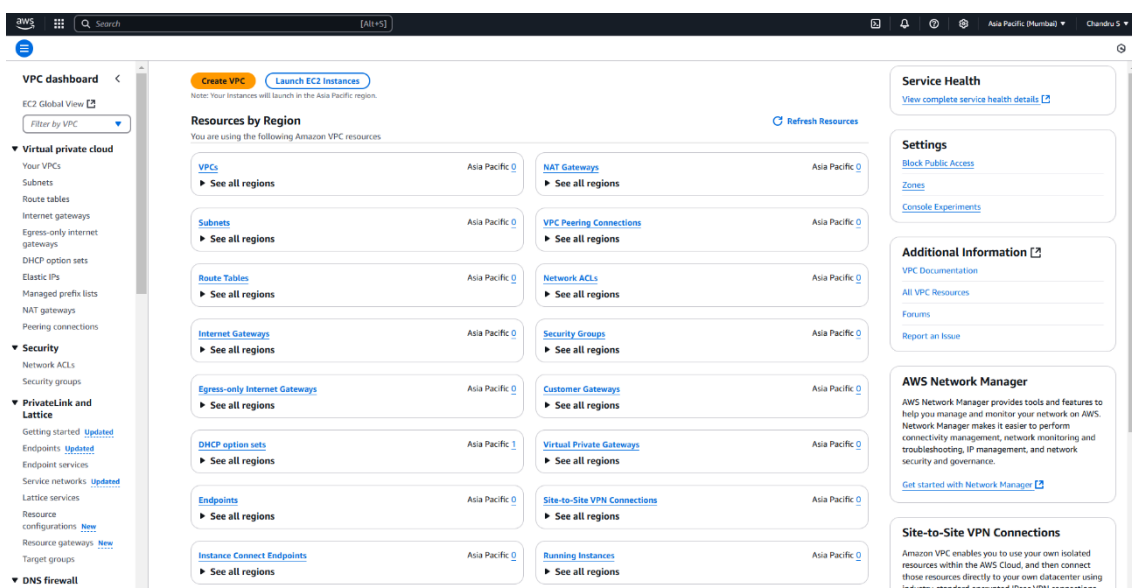 aws
Search
[Alt+S]
Asia Pacific (Mumbai) ▼
Chandru S ▼
VPC dashboard
EC2 Global View
Filter by VPC
▼ Virtual private cloud
Your VPCs
Subnets
Route tables
Internet gateways
Egress-only internet
gateways
DHCP option sets
Elastic IPs
Managed prefix lists
NAT gateways
Peering connections
▼ Security
Network ACLs
Security groups
▼ PrivateLink and
Lattice
Getting started Updated
Endpoints Updated
Endpoint services
Service networks Updated
Lattice services
Resource
configurations New
Resource gateways New
Target groups
▼ DNS firewall
Create VPC
Launch EC2 Instances
Note: Your Instances will launch in the Asia Pacific region.
Resources by Region
Refresh Resources
You are using the following Amazon VPC resources
VPCs
Asia Pacific 0
▶ See all regions
NAT Gateways
Asia Pacific 0
▶ See all regions
Subnets
Asia Pacific 0
▶ See all regions
VPC Peering Connections
Asia Pacific 0
▶ See all regions
Route Tables
Asia Pacific 0
▶ See all regions
Network ACLs
Asia Pacific 0
▶ See all regions
Internet Gateways
Asia Pacific 0
▶ See all regions
Security Groups
Asia Pacific 0
▶ See all regions
Egress-only Internet Gateways
Asia Pacific 0
▶ See all regions
Customer Gateways
Asia Pacific 0
▶ See all regions
DHCP option sets
Asia Pacific 1
▶ See all regions
Virtual Private Gateways
Asia Pacific 0
▶ See all regions
Endpoints
Asia Pacific 0
▶ See all regions
Site-to-Site VPN Connections
Asia Pacific 0
▶ See all regions
Instance Connect Endpoints
Asia Pacific 0
▶ See all regions
Running Instances
Asia Pacific 0
▶ See all regions
Service Health
View complete service health details
Settings
Block Public Access
Zones
Console Experiments
Additional Information
VPC Documentation
All VPC Resources
Forums
Report an Issue
AWS Network Manager
AWS Network Manager provides tools and features to
help you manage and monitor your network on AWS.
Network Manager makes it easier to perform
connectivity management, network monitoring and
troubleshooting, IP management, and network
security and governance.
Get started with Network Manager
Site-to-Site VPN Connections
Amazon VPC enables you to use your own isolated
resources within the AWS Cloud, and then connect
those resources directly to your own datacenter using
industry-standard encrypted IPsec VPN connections